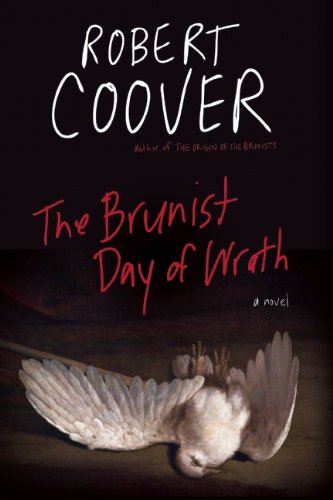 ROBERT
COOVER
author of THE ORIGIN OF THE BRUNISTS
The Brunist
Day of Wrath
a novel